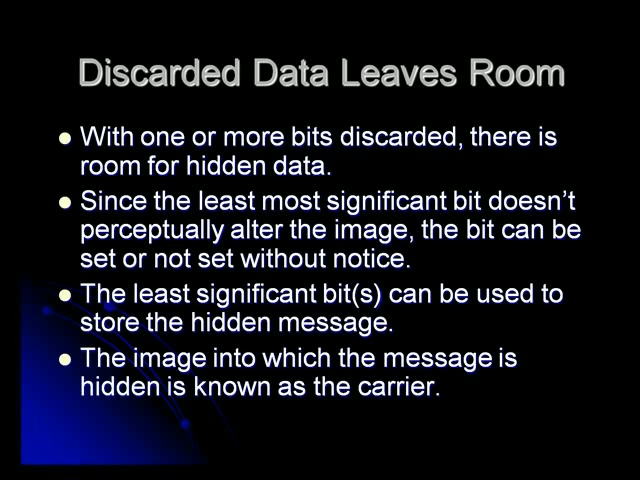 Discarded Data Leaves Room
With one or more bits discarded, there is
room for hidden data.
Since the least most significant bit doesn’t
perceptually alter the image, the bit can be
set or not set without notice.
The least significant bit(s) can be used to
store the hidden message.
The image into which the message is
hidden is known as the carrier.